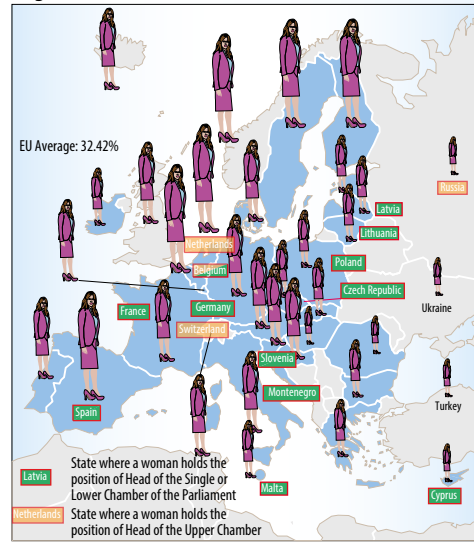 EU Average: 32.42%
Russia
Latvia
Lithuania
Netherlands
Poland
Belgium
Czech Republic
Germany
France
Ukraine
Switzerland
Slovenia
Montenegro
Spain
Turkey
Malta
Cyprus
Latvia
State where a woman holds the
position of Head of the Single or
Lower Chamber of the Parliament
Netherlands
State where a woman holds the
position of Head of the Upper Chamber